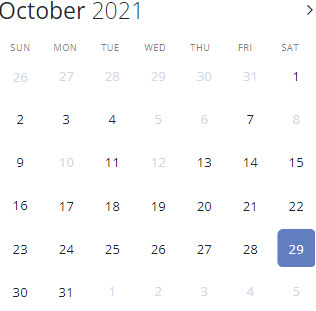 October 2021 >
SUN MON TUE WED THU FRI SAT
26 27 28 29 30 31 1
2 3 4 5 6 7 8
9 10 11 12 13 14 15
16 17 18 19 20 21 22
23 24 25 26 27 28 29
30 31 1 2 3 4 5